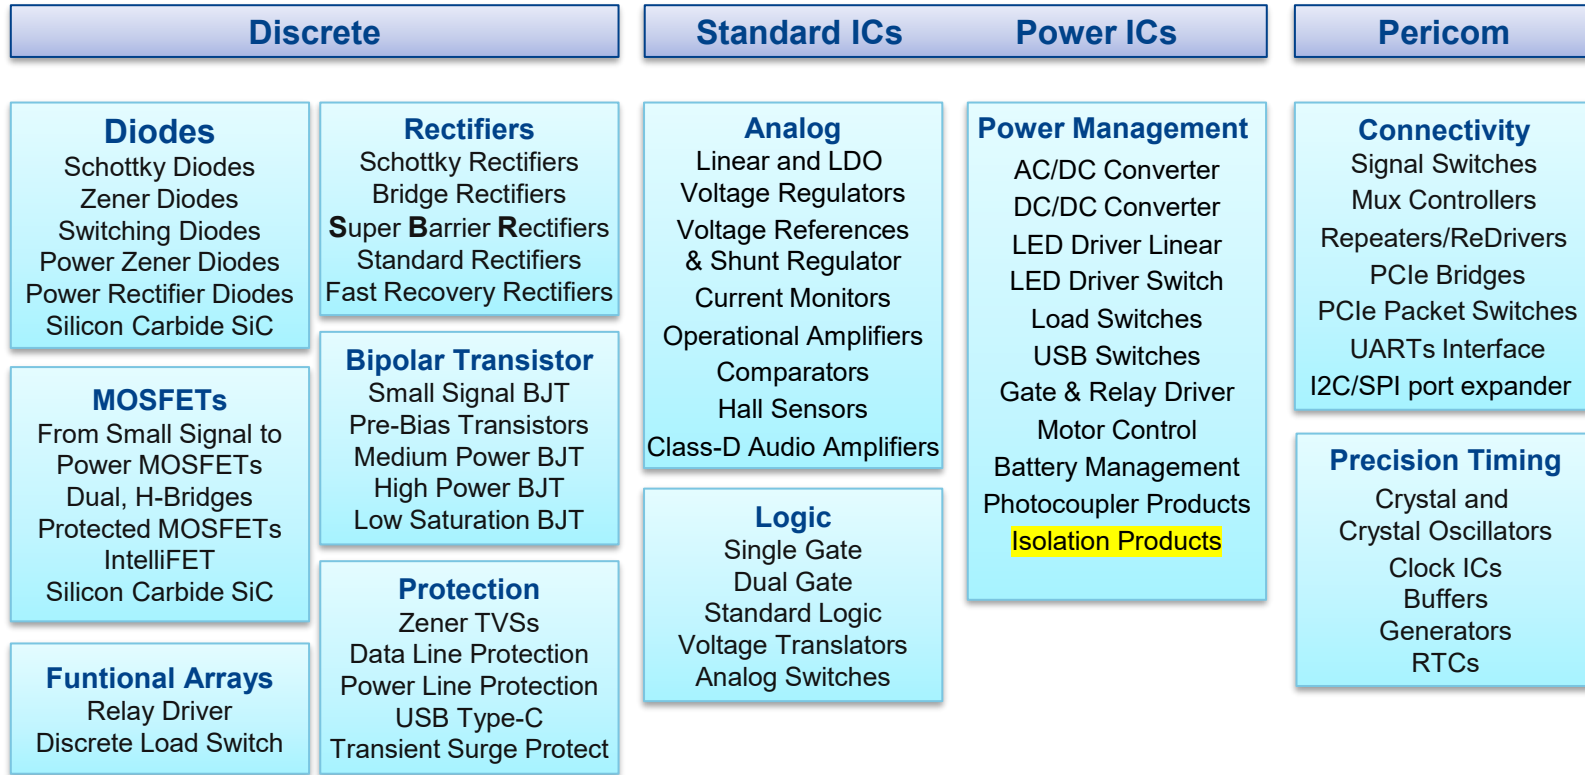 Discrete
Standard ICs
Power ICs
Pericom
Diodes
Schottky Diodes
Zener Diodes
Switching Diodes
Power Zener Diodes
Power Rectifier Diodes
Silicon Carbide SiC
MOSFETs
From Small Signal to
Power MOSFETs
Dual, H-Bridges
Protected MOSFETs
IntelliFET
Silicon Carbide SiC
Funtional Arrays
Relay Driver
Discrete Load Switch
Rectifiers
Schottky Rectifiers
Bridge Rectifiers
Super Barrier Rectifiers
Standard Rectifiers
Fast Recovery Rectifiers
Bipolar Transistor
Small Signal BJT
Pre-Bias Transistors
Medium Power BJT
High Power BJT
Low Saturation BJT
Protection
Zener TVSs
Data Line Protection
Power Line Protection
USB Type-C
Transient Surge Protect
Analog
Linear and LDO
Voltage Regulators
Voltage References
& Shunt Regulator
Current Monitors
Operational Amplifiers
Comparators
Hall Sensors
Class-D Audio Amplifiers
Logic
Single Gate
Dual Gate
Standard Logic
Voltage Translators
Analog Switches
Power Management
AC/DC Converter
DC/DC Converter
LED Driver Linear
LED Driver Switch
Load Switches
USB Switches
Gate & Relay Driver
Motor Control
Battery Management
Photocoupler Products
Isolation Products
Connectivity
Signal Switches
Mux Controllers
Repeaters/ReDrivers
PCIe Bridges
PCIe Packet Switches
UARTs Interface
I2C/SPI port expander
Precision Timing
Crystal and
Crystal Oscillators
Clock ICs
Buffers
Generators
RTCs